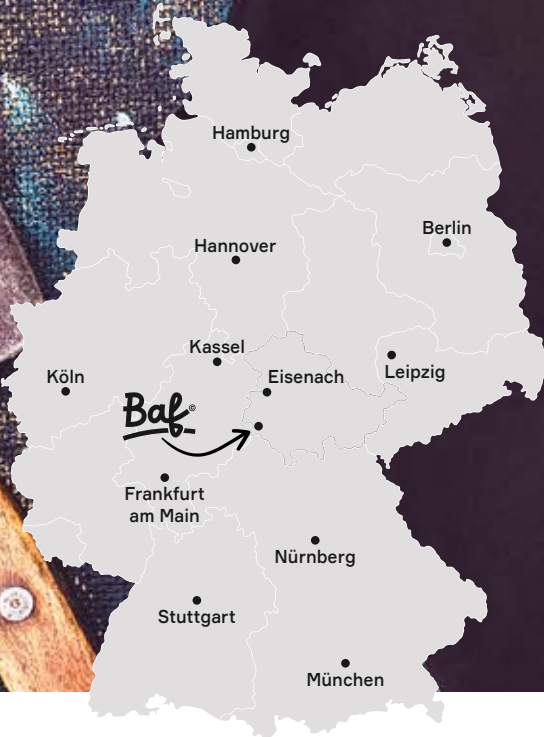 Hamburg
Berlin
Hannover
Kassel
Leipzig
Eisenach
Köln
Baf©
Frankfurt
am Main
Nürnberg
Stuttgart
München